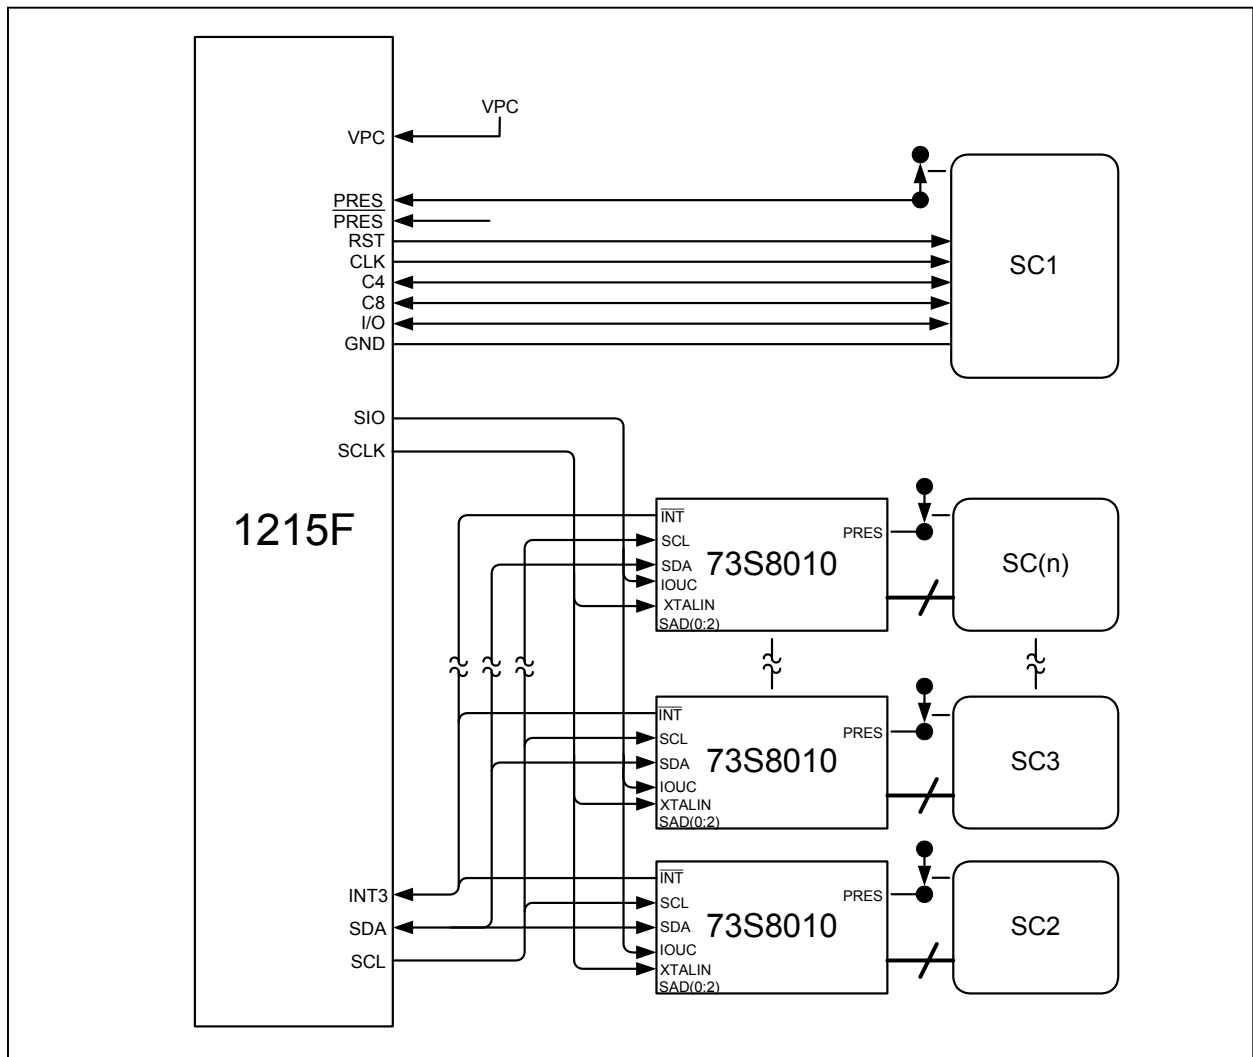 VPC
VPC
PRES
PRES
RST
CLK
C4
C8
I/O
GND
SC1
SIO
SCLK
1215F
INT
SCL
SDA
IOUC
XTALIN
SAD(0:2)
73S8010
PRES
SC(n)
INT
SCL
SDA
IOUC
XTALIN
SAD(0:2)
73S8010
PRES
SC3
INT3
SDA
SCL
INT
SCL
SDA
IOUC
XTALIN
SAD(0:2)
73S8010
PRES
SC2